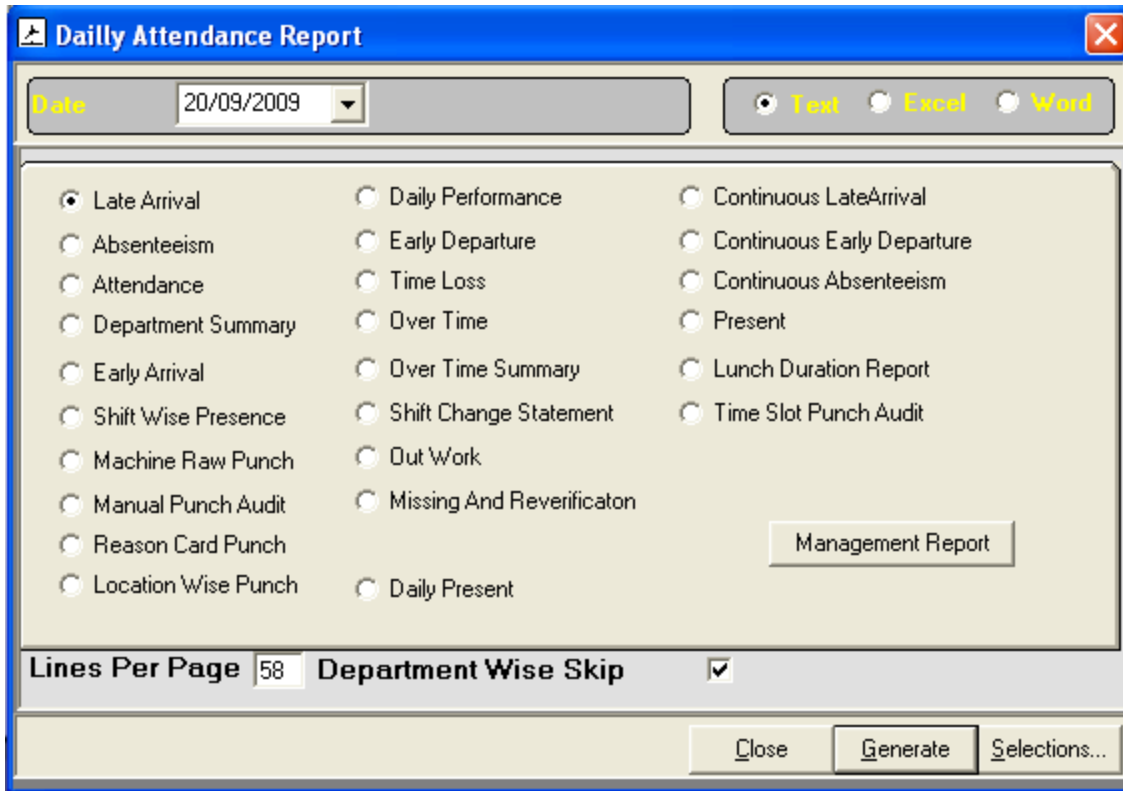 Dailly Attendance Report
Date 20/09/2009 Text Excel Word
Late Arrival Daily Performance Continuous LateArrival
Absenteeism Early Departure Continuous Early Departure
Attendance Time Loss Continuous Absenteeism
Department Summary Over Time Present
Early Arrival Over Time Summary Lunch Duration Report
Shift Wise Presence Shift Change Statement Time Slot Punch Audit
Machine Raw Punch Out Work
Manual Punch Audit Missing And Reverificaton
Reason Card Punch Management Report
Location Wise Punch Daily Present
Lines Per Page 58 Department Wise Skip
Close Generate Selections...